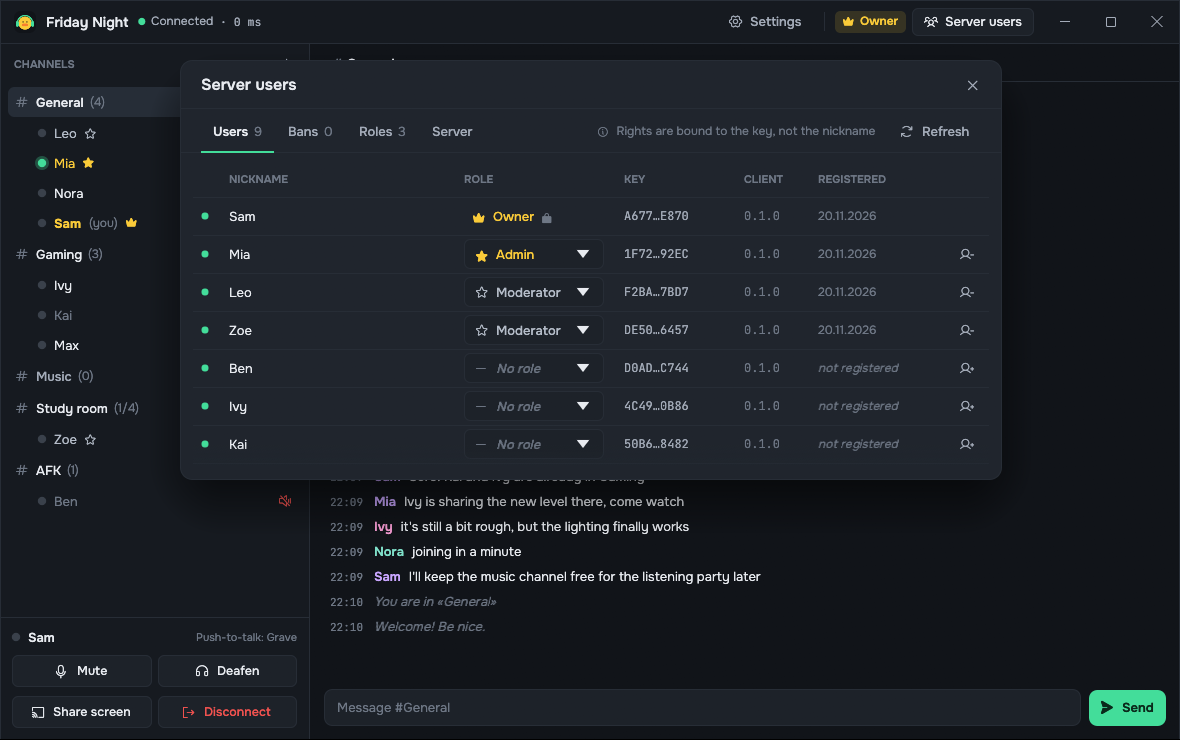 Friday Night Connected · 0 ms Settings Owner Server users
CHANNELS
# General (4)
Leo
Mia
Nora
Sam (you)
# Gaming (3)
Ivy
Kai
Max
# Music (0)
# Study room (1/4)
Zoe
# AFK (1)
Ben
Server users
Users 9 Bans 0 Roles 3 Server Rights are bound to the key, not the nickname Refresh
NICKNAME ROLE KEY CLIENT REGISTERED
Sam Owner A677…E870 0.1.0 20.11.2026
Mia Admin 1F72…92EC 0.1.0 20.11.2026
Leo Moderator F2BA…7BD7 0.1.0 20.11.2026
Zoe Moderator DE50…6457 0.1.0 20.11.2026
Ben — No role D0AD…C744 0.1.0 not registered
Ivy — No role 4C49…0B86 0.1.0 not registered
Kai — No role 50B6…8482 0.1.0 not registered
22:09 Mia Ivy is sharing the new level there, come watch
22:09 Ivy it's still a bit rough, but the lighting finally works
22:09 Nora joining in a minute
22:09 Sam I'll keep the music channel free for the listening party later
22:10 You are in «General»
22:10 Welcome! Be nice.
Sam Push-to-talk: Grave
Mute Deafen
Share screen Disconnect
Message #General Send